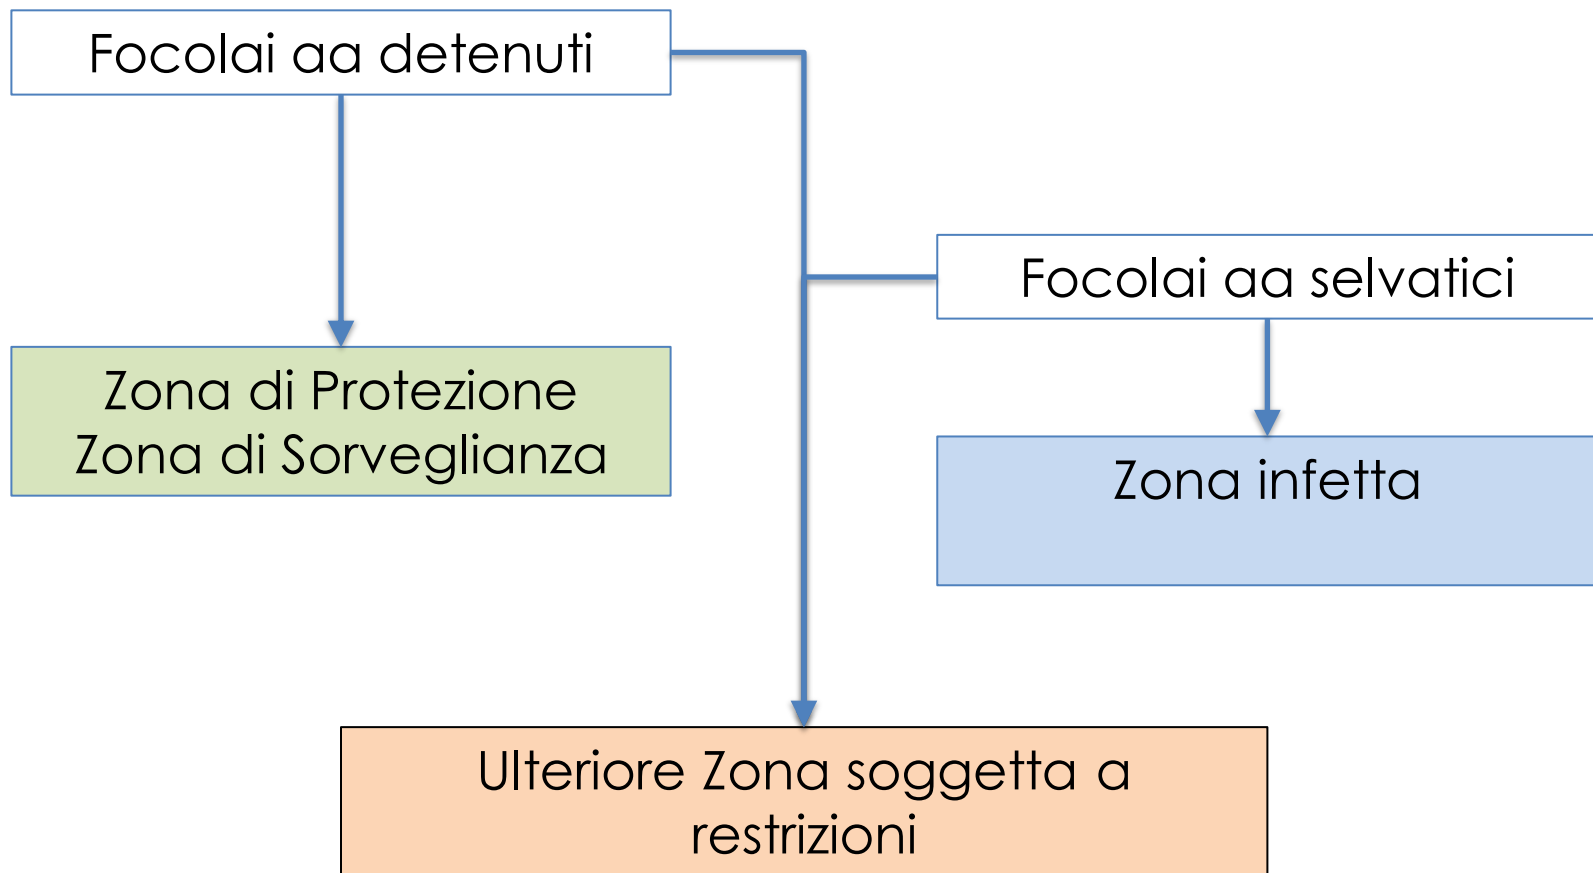 Focolai aa detenuti
Focolai aa selvatici
Zona di Protezione
Zona di Sorveglianza
Zona infetta
Ulteriore Zona soggetta a
restrizioni